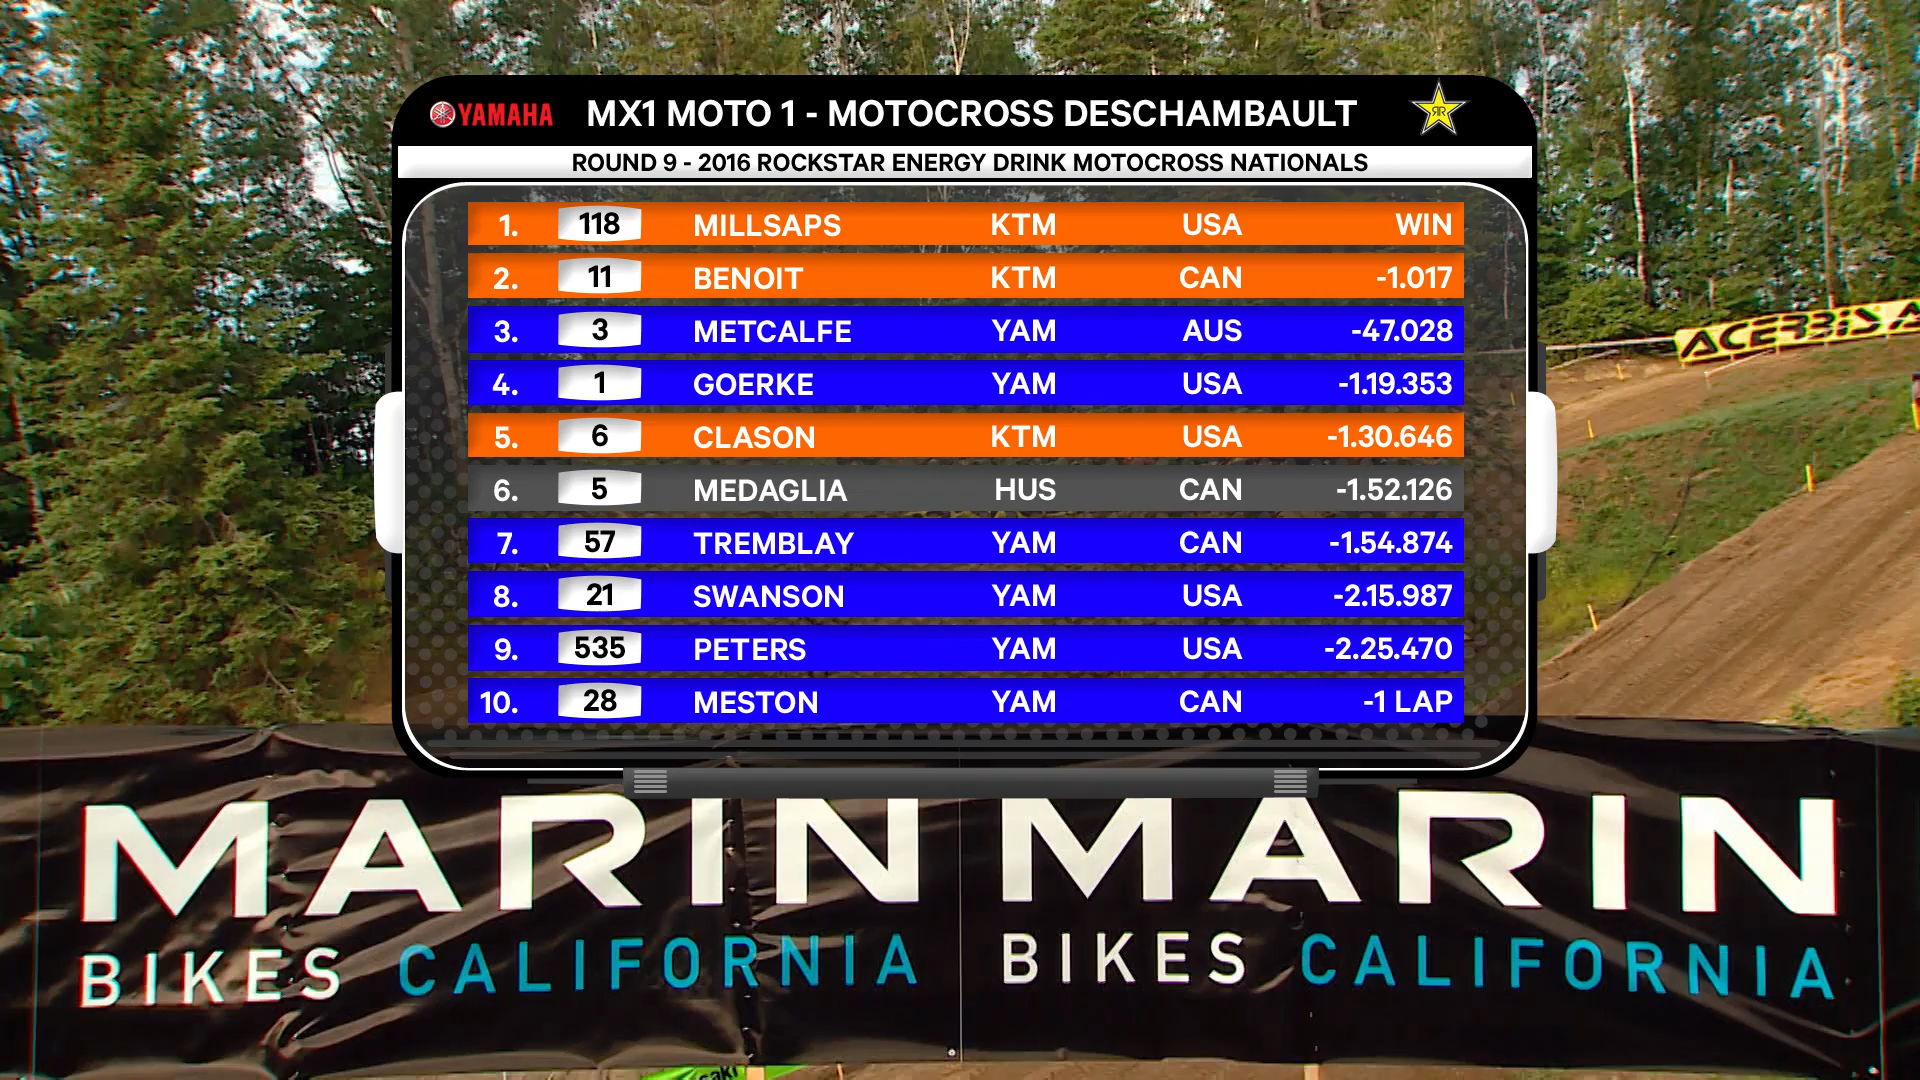 YAMAHA MX1 MOTO 1 - MOTOCROSS DESCHAMBAULT RR
ROUND 9 - 2016 ROCKSTAR ENERGY DRINK MOTOCROSS NATIONALS
1. 118 MILLSAPS KTM USA WIN
2. 11 BENOIT KTM CAN -1.017
3. 3 METCALFE YAM AUS -47.028
4. 1 GOERKE YAM USA -1.19.353
5. 6 CLASON KTM USA -1.30.646
6. 5 MEDAGLIA HUS CAN -1.52.126
7. 57 TREMBLAY YAM CAN -1.54.874
8. 21 SWANSON YAM USA -2.15.987
9. 535 PETERS YAM USA -2.25.470
10. 28 MESTON YAM CAN -1 LAP
ACERBIS A
MARIN MARIN
BIKES CALIFORNIA BIKES CALIFORNIA